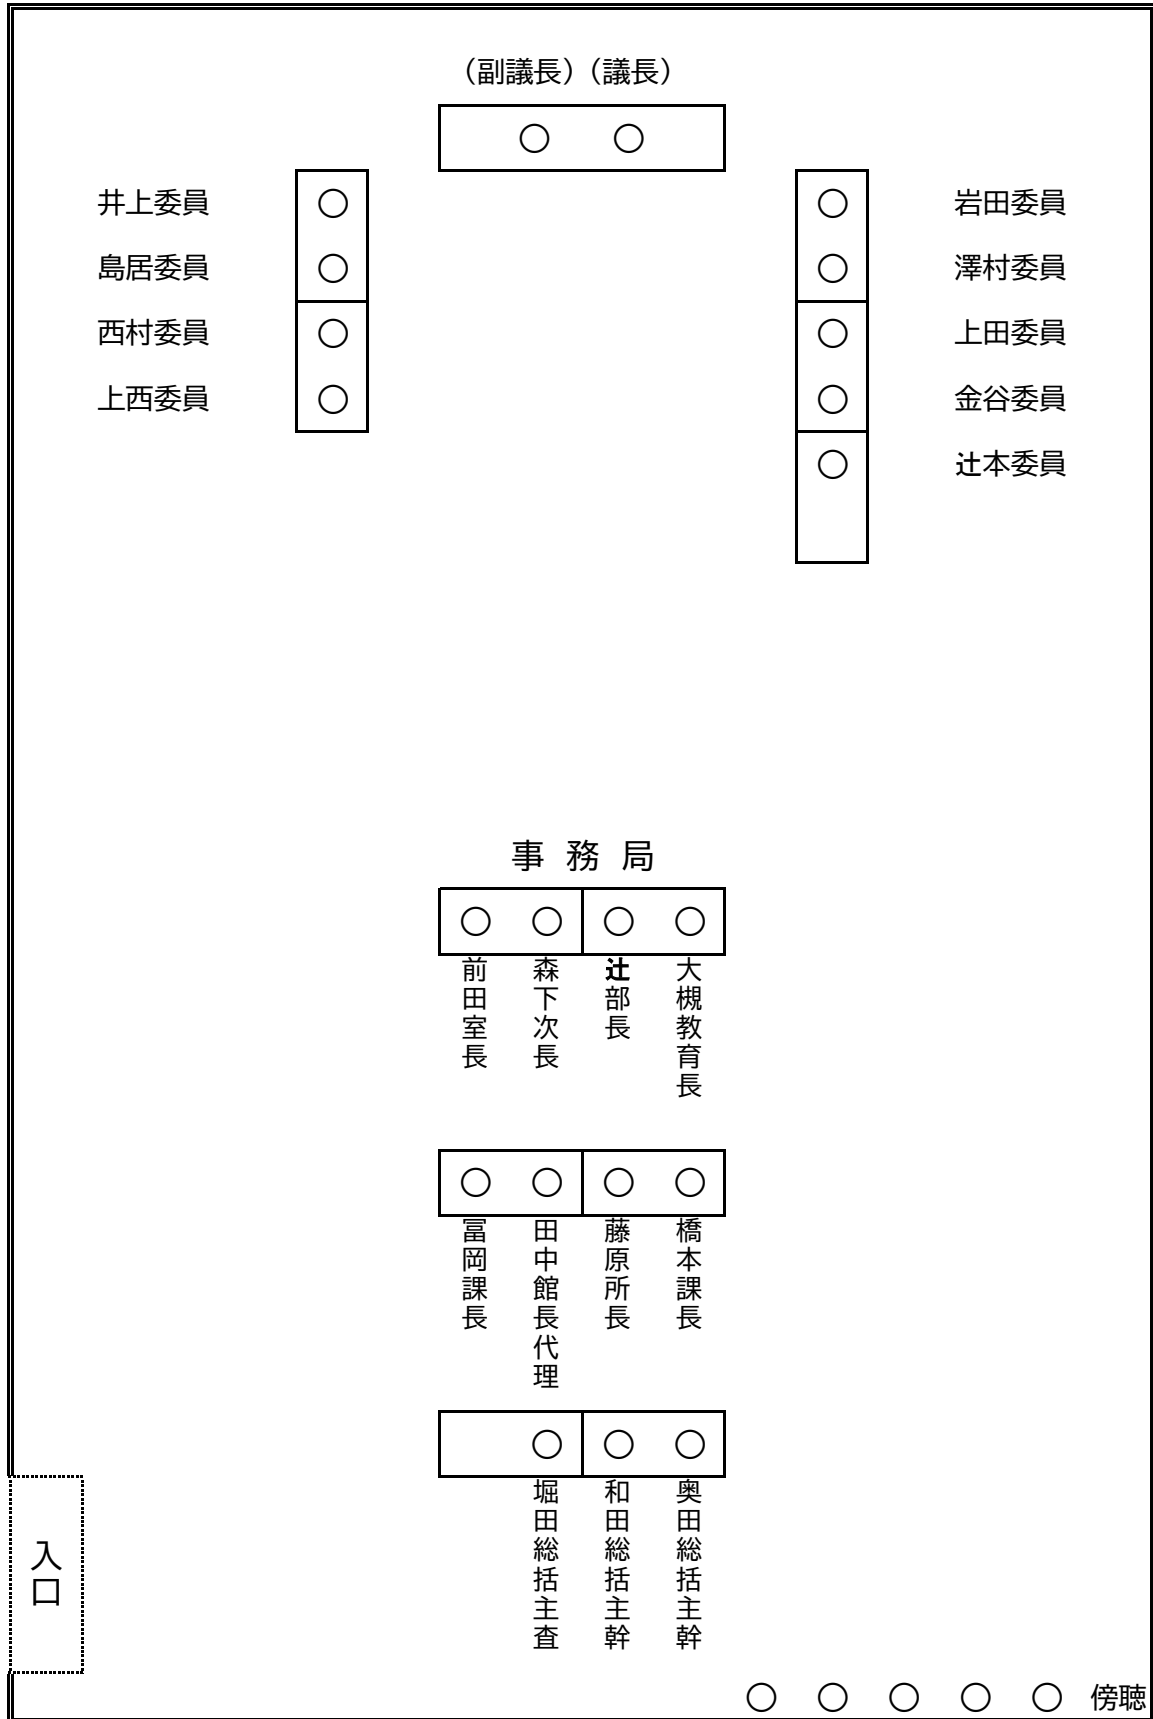 （副議長）（議長）
○ ○
井上委員 ○ ○ 岩田委員
島居委員 ○ ○ 澤村委員
西村委員 ○ ○ 上田委員
上西委員 ○ ○ 金谷委員
○ 辻本委員
事 務 局
○ ○ ○ ○
前田室長
森下次長
辻部長
大槻教育長
○ ○ ○ ○
冨岡課長
田中館長代理
藤原所長
橋本課長
○ ○ ○
堀田総括主査
和田総括主幹
奥田総括主幹
入口
○ ○ ○ ○ ○ 傍聴